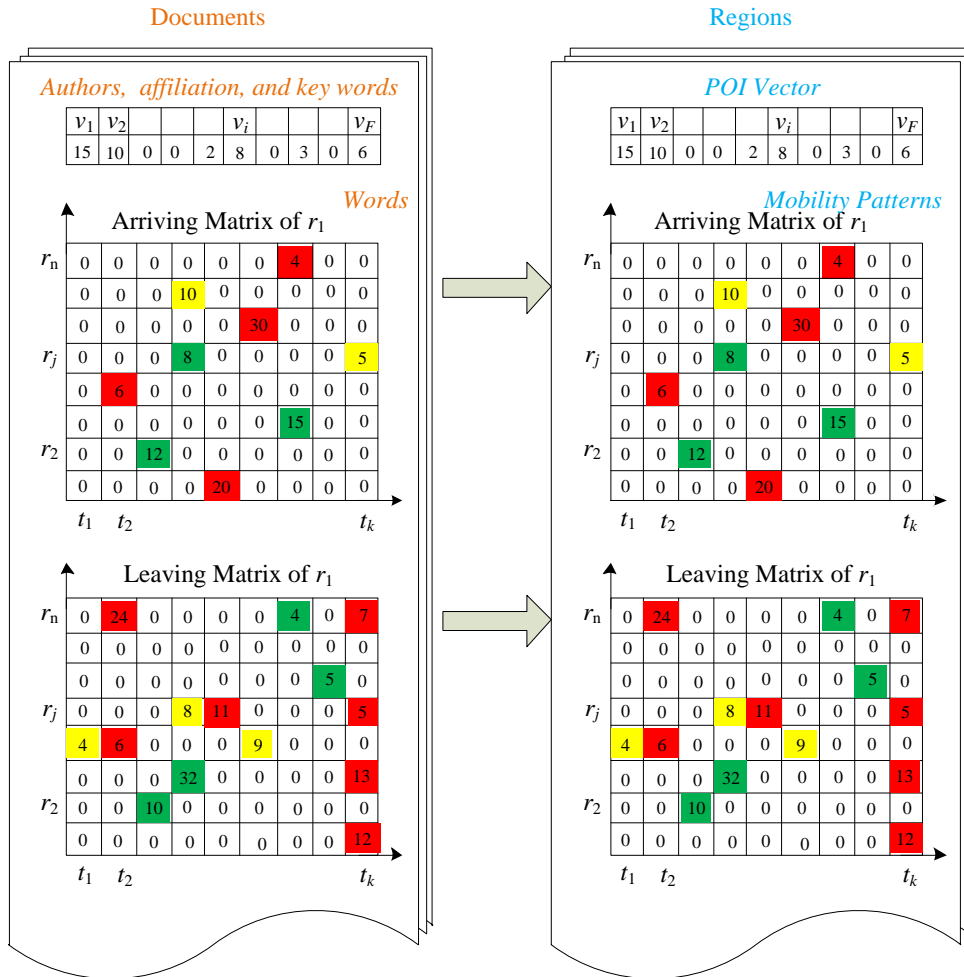 Documents
Authors, affiliation, and key words
v1 v2 vi vF
15 10 0 0 2 8 0 3 0 6
Words
Arriving Matrix of r1
rn 0 0 0 0 0 0 4 0 0
0 0 0 10 0 0 0 0 0
0 0 0 0 0 30 0 0 0
rj 0 0 0 8 0 0 0 0 5
0 6 0 0 0 0 0 0 0
0 0 0 0 0 0 15 0 0
r2 0 0 12 0 0 0 0 0 0
0 0 0 0 20 0 0 0 0
t1 t2 tk
Leaving Matrix of r1
rn 0 24 0 0 0 0 4 0 7
0 0 0 0 0 0 0 0 0
0 0 0 0 0 0 0 5 0
rj 0 0 0 8 11 0 0 0 5
4 6 0 0 0 9 0 0 0
0 0 0 32 0 0 0 0 13
r2 0 0 10 0 0 0 0 0 0
0 0 0 0 0 0 0 0 12
t1 t2 tk
Regions
POI Vector
v1 v2 vi vF
15 10 0 0 2 8 0 3 0 6
Mobility Patterns
Arriving Matrix of r1
rn 0 0 0 0 0 0 4 0 0
0 0 0 10 0 0 0 0 0
0 0 0 0 0 30 0 0 0
rj 0 0 0 8 0 0 0 0 5
0 6 0 0 0 0 0 0 0
0 0 0 0 0 0 15 0 0
r2 0 0 12 0 0 0 0 0 0
0 0 0 0 20 0 0 0 0
t1 t2 tk
Leaving Matrix of r1
rn 0 24 0 0 0 0 4 0 7
0 0 0 0 0 0 0 0 0
0 0 0 0 0 0 0 5 0
rj 0 0 0 8 11 0 0 0 5
4 6 0 0 0 9 0 0 0
0 0 0 32 0 0 0 0 13
r2 0 0 10 0 0 0 0 0 0
0 0 0 0 0 0 0 0 12
t1 t2 tk